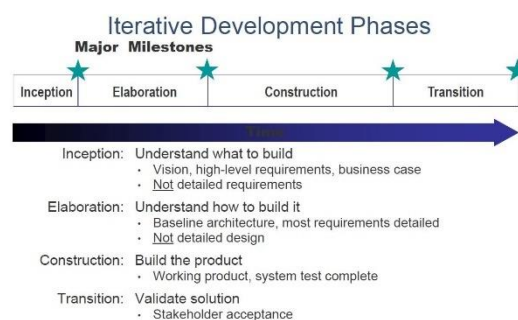 Iterative Development Phases
Major Milestones
Inception Elaboration Construction Transition
Time
Inception: Understand what to build
• Vision, high-level requirements, business case
• Not detailed requirements
Elaboration: Understand how to build it
• Baseline architecture, most requirements detailed
• Not detailed design
Construction: Build the product
• Working product, system test complete
Transition: Validate solution
• Stakeholder acceptance